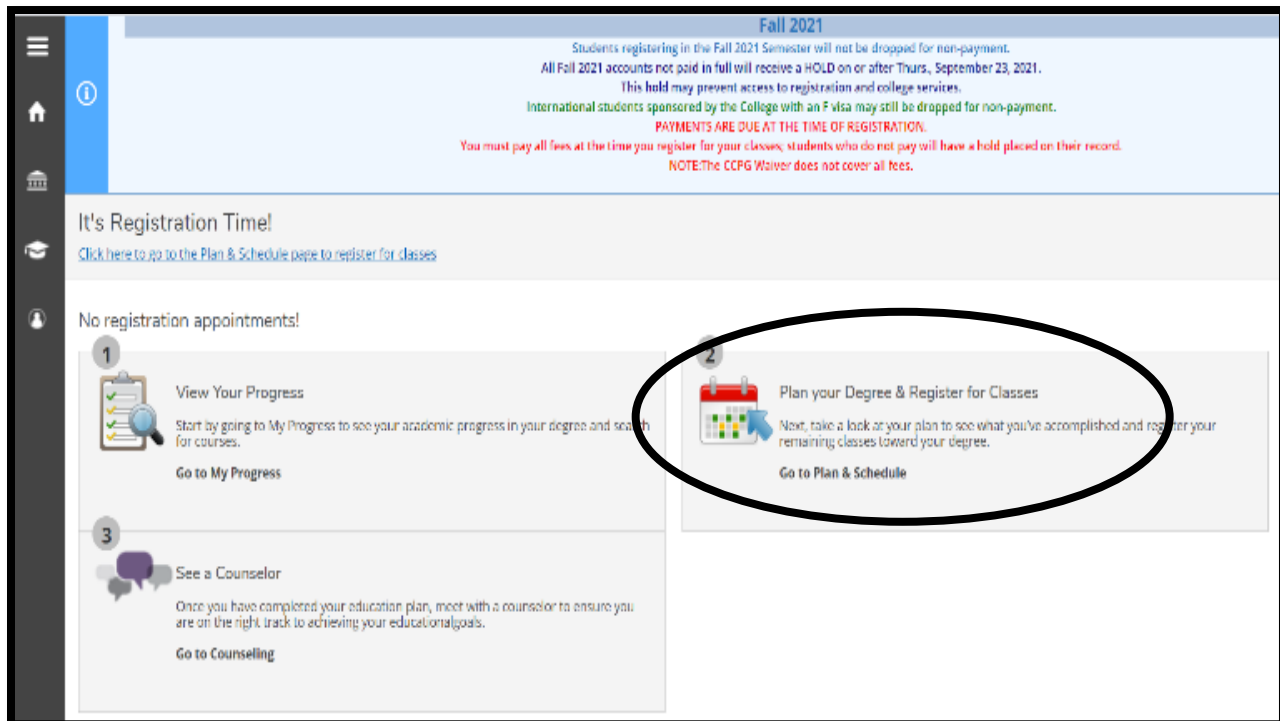 Fall 2021
Students registering in the Fall 2021 Semester will not be dropped for non-payment.
All Fall 2021 accounts not paid in full will receive a HOLD on or after Thurs., September 23, 2021.
This hold may prevent access to registration and college services.
International students sponsored by the College with an F visa may still be dropped for non-payment.
PAYMENTS ARE DUE AT THE TIME OF REGISTRATION.
You must pay all fees at the time you register for your classes, students who do not pay will have a hold placed on their record.
NOTE:The CCPG Waiver does not cover all fees.
It's Registration Time!
Click here to go to the Plan & Schedule page to register for classes
No registration appointments!
1
View Your Progress
Start by going to My Progress to see your academic progress in your degree and search
for courses.
Go to My Progress
2
Plan your Degree & Register for Classes
Next, take a look at your plan to see what you've accomplished and register your
remaining classes toward your degree.
Go to Plan & Schedule
3
See a Counselor
Once you have completed your education plan, meet with a counselor to ensure you
are on the right track to achieving your educationalgoals.
Go to Counseling